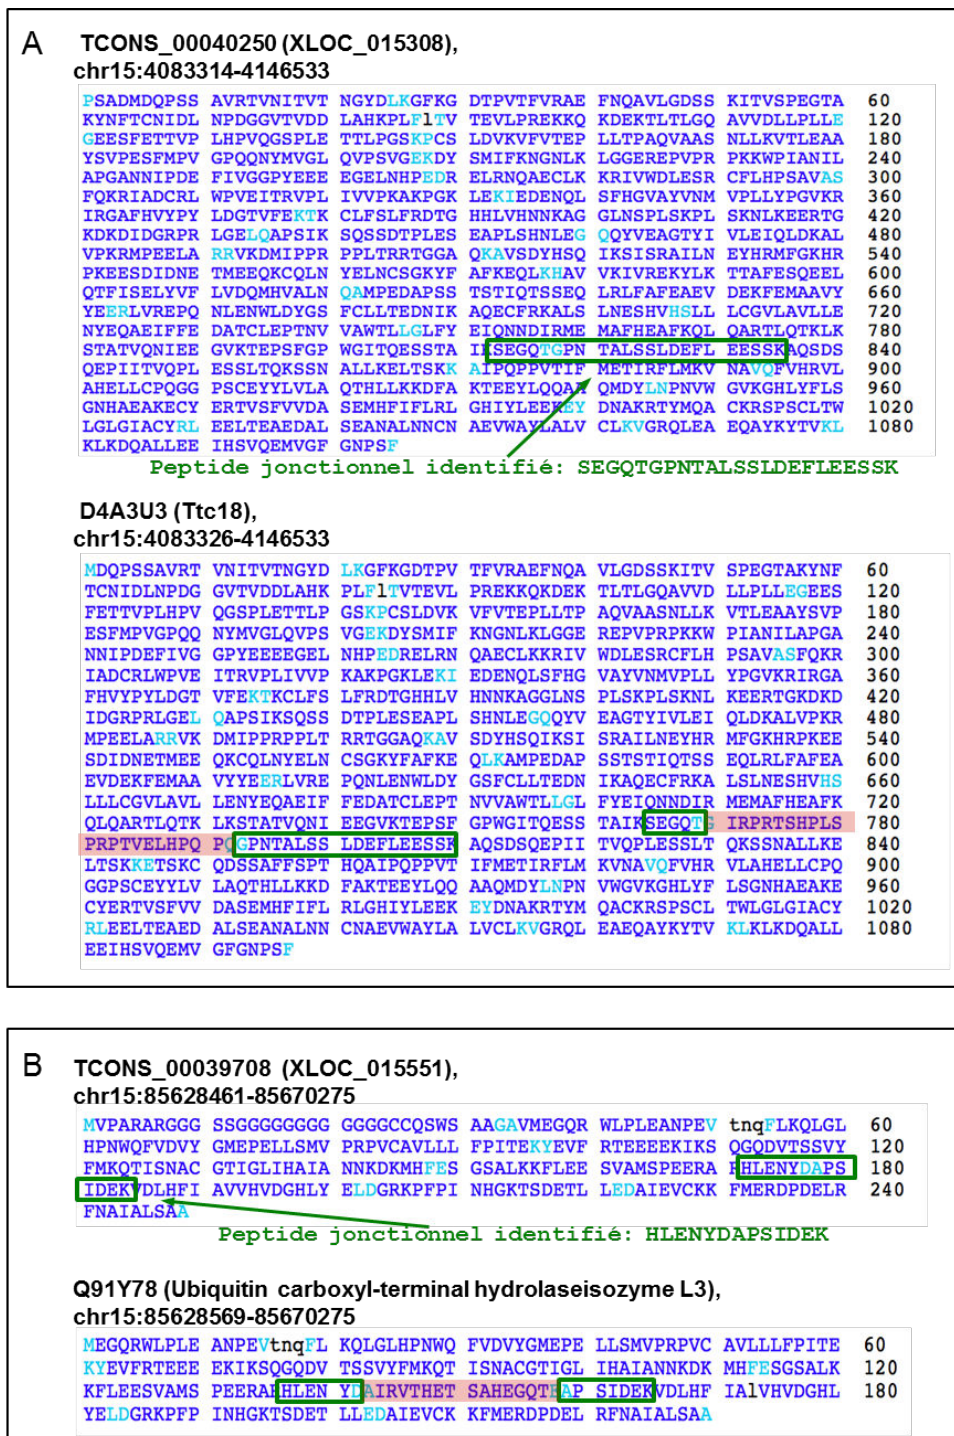 A
TCONS_00040250 (XLOC_015308),
chr15:4083314-4146533
PSADMDQPSS AVRTVNITVT NGYDLKGFKG DTPVTFVRAE FNQAVLGDSS KITVSPEGTA 60
KYNFTCNIDL NPDGGVTVDD LAHKPLFlTV TEVLPREKKQ KDEKTLTLGQ AVVDLLPLLE 120
GEESFETTVP LHPVQGSPLE TTLPGSKPCS LDVKVFVTEP LLTPAQVAAS NLLKVTLEAA 180
YSVPESFMPV GPQQNYMVGL QVPSVGEKDY SMIFKNGNLK LGGEREPVPR PKKWPIANIL 240
APGANNIPDE FIVGGPYEEE EGELNHPEDR ELRNQAECLK KRIVWDLESR CFLHPSAVAS 300
FQKRIADCRL WPVEITRVPL IVVPKAKPGK LEKIEDENQL SFHGVAYVNM VPLLYPGVKR 360
IRGAFHVYPY LDGTVFEKTK CLFSLFRDTG HHLVHNNKAG GLNSPLSKPL SKNLKEERTG 420
KDKDIDGRPR LGELQAPSIK SQSSDTPLES EAPLSHNLEG QQYVEAGTYI VLEIQLDKAL 480
VPKRMPEELA RRVKDMIPPR PPLTRRTGGA QKAVSDYHSQ IKSISRAILN EYHRMFGKHR 540
PKEESDIDNE TMEEQKCQLN YELNCSGKYF AFKEQLKHAV VKIVREKYLK TTAFESQEEL 600
QTFISELYVF LVDQMHVALN QAMPEDAPSS TSTIQTSSEQ LRLFAFEAEV DEKFEMAAVY 660
YEERLVREPQ NLENWLDYGS FCLLTEDNIK AQECFRKALS LNESHVHSLL LCGVLAVLLE 720
NYEQAEIFFE DATCLEPTNV VAWTLLGLFY EIQNNDIRME MAFHEAFKQL QARTLQTKLK 780
STATVQNIEE GVKTEPSFGP WGITQESSTA IKSEGQTGPN TALSSLDEFL EESSKAQSDS 840
QEPIITVQPL ESSLTQKSSN ALLKELTSKK AIPQPPVTIF METIRFLMKV NAVQFVHRVL 900
AHELLCPQGG PSCEYYLVLA QTHLLKKDFA KTEEYLQQAA QMDYLNPNVW GVKGHLYFLS 960
GNHAEAKECY ERTVSFVVDA SEMHFIFLRL GHIYLEEKEY DNAKRTYMQA CKRSPSCLTW 1020
LGLGIACYRL EELTEAEDAL SEANALNNCN AEVWAYLALV CLKVGRQLEA EQAYKYTVKL 1080
KLKDQALLEE IHSVQEMVGF GNPSF
Peptide jonctionnel identifié: SEGQTGPNTALSSLDEFLEESSK
D4A3U3 (Ttc18),
chr15:4083326-4146533
MDQPSSAVRT VNITVTNGYD LKGFKGDTPV TFVRAEFNQA VLGDSSKITV SPEGTAKYNF 60
TCNIDLNPDG GVTVDDLAHK PLFlTVTEVL PREKKQKDEK TLTLGQAVVD LLPLLEGEES 120
FETTVPLHPV QGSPLETTLP GSKPCSLDVK VFVTEPLLTP AQVAASNLLK VTLEAAYSVP 180
ESFMPVGPQQ NYMVGLQVPS VGEKDYSMIF KNGNLKLGGE REPVPRPKKW PIANILAPGA 240
NNIPDEFIVG GPYEEEEGEL NHPEDRELRN QAECLKKRIV WDLESRCFLH PSAVASFQKR 300
IADCRLWPVE ITRVPLIVVP KAKPGKLEKI EDENQLSFHG VAYVNMVPLL YPGVKRIRGA 360
FHVYPYLDGT VFEKTKCLFS LFRDTGHHLV HNNKAGGLNS PLSKPLSKNL KEERTGKDKD 420
IDGRPRLGEL QAPSIKSQSS DTPLESEAPL SHNLEGQQYV EAGTYIVLEI QLDKALVPKR 480
MPEELARRVK DMIPPRPPLT RRTGGAQKAV SDYHSQIKSI SRAILNEYHR MFGKHRPKEE 540
SDIDNETMEE QKCQLNYELN CSGKYFAFKE QLKAMPEDAP SSTSTIQTSS EQLRLFAFEA 600
EVDEKFEMAA VYYEERLVRE PQNLENWLDY GSFCLLTEDN IKAQECFRKA LSLNESHVHS 660
LLLCGVLAVL LENYEQAEIF FEDATCLEPT NVVAWTLLGL FYEIQNNDIR MEMAFHEAFK 720
QLQARTLQTK LKSTATVQNI EEGVKTEPSF GPWGITQESS TAIKSEGQTG IRPRTSHPLS 780
PRPTVELHPQ PQGPNTALSS LDEFLEESSK AQSDSQEPII TVQPLESSLT QKSSNALLKE 840
LTSKKETSKC QDSSAFFSPT HQAIPQPPVT IFMETIRFLM KVNAVQFVHR VLAHELLCPQ 900
GGPSCEYYLV LAQTHLLKKD FAKTEEYLQQ AAQMDYLNPN VWGVKGHLYF LSGNHAEAKE 960
CYERTVSFVV DASEMHFIFL RLGHIYLEEK EYDNAKRTYM QACKRSPSCL TWLGLGIACY 1020
RLEELTEAED ALSEANALNN CNAEVWAYLA LVCLKVGRQL EAEQAYKYTV KLKLKDQALL 1080
EEIHSVQEMV GFGNPSF
B
TCONS_00039708 (XLOC_015551),
chr15:85628461-85670275
MVPARARGGG SSGGGGGGGG GGGGCCQSWS AAGAVMEGQR WLPLEANPEV tnqFLKQLGL 60
HPNWQFVDVY GMEPELLSMV PRPVCAVLLL FPITEKYEVF RTEEEEKIKS QGQDVTSSVY 120
FMKQTISNAC GTIGLIHAIA NNKDKMHFES GSALKKFLEE SVAMSPEERA RHLENYDAPS 180
IDEKVDLHFI AVVHVDGHLY ELDGRKPFPI NHGKTSDETL LEDAIEVCKK FMERDPDELR 240
FNAIALSAA
Peptide jonctionnel identifié: HLENYDAPSIDEK
Q91Y78 (Ubiquitin carboxyl-terminal hydrolaseisozyme L3),
chr15:85628569-85670275
MEGQRWLPLE ANPEVtnqFL KQLGLHPNWQ FVDVYGMEPE LLSMVPRPVC AVLLLFPITE 60
KYEVFRTEEE EKIKSQGQDV TSSVYFMKQT ISNACGTIGL IHAIANNKDK MHFESGSALK 120
KFLEESVAMS PEERAKHLENY DAIRVTHET SAHEGQTEAP SIDEKVDLHF IAlVHVDGHL 180
YELDGRKPFP INHGKTSDET LLEDAIEVCK KFMERDPDEL RFNAIALSAA